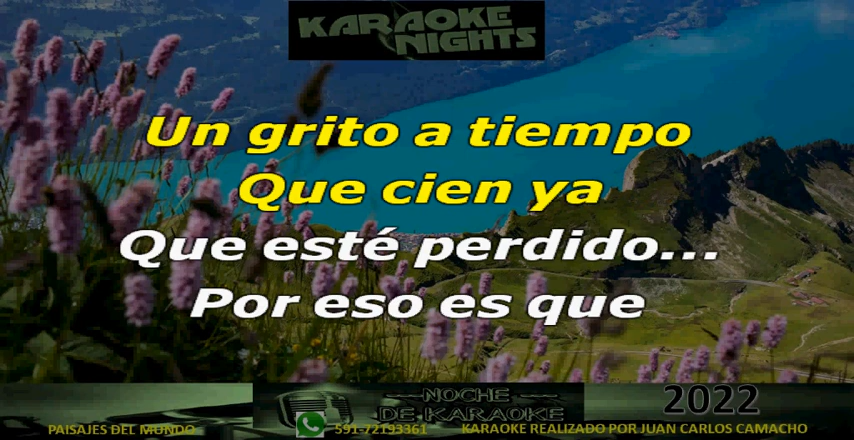 KARAOKE
NIGHTS
Un grito a tiempo
Que cien ya
Que esté perdido...
Por eso es que
NOCHE
DE KARAOKE
2022
PAISAJES DEL MUNDO
591-72193361
KARAOKE REALIZADO POR JUAN CARLOS CAMACHO